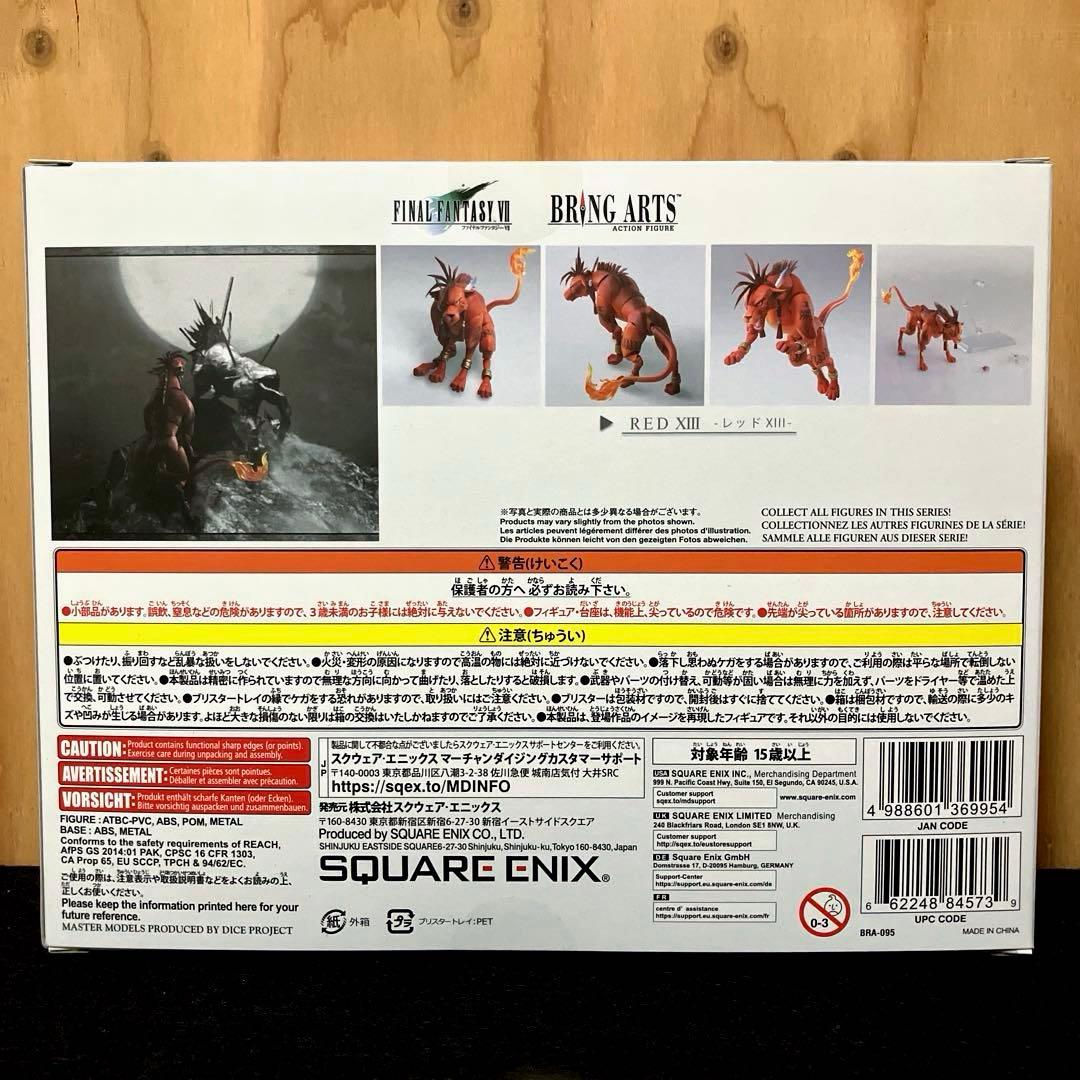 FINAL FANTASY. VII
ファイナルファンタジーVII
BRING ARTS™
ACTION FIGURE
▶ RED XIII -レッド XIII-
※写真と実際の商品とは多少異なる場合がございます。
Products may vary slightly from the photos shown.
Les articles peuvent légérement différer des photos d'illustration.
Die Produkte können leicht von den gezeigten Fotos abweichen.
COLLECT ALL FIGURES IN THIS SERIES!
COLLECTIONNEZ LES AUTRES FIGURINES DE LA SÉRIE!
SAMMLE ALLE FIGUREN AUS DIESER SERIE!
⚠警告(けいこく)
保護者の方へ 必ずお読み下さい。
●小部品があります。誤飲、窒息などの危険がありますので、3歳未満のお子様には絶対に与えないでください。●フィギュア・台座は、機能上、尖っているので危険です。●先端が尖っている箇所がありますので、注意してください。
⚠注意(ちゅうい)
●ぶつけたり、振り回すなど乱暴な扱いをしないでください。●火災・変形の原因になりますので高温の物には絶対に近づけないでください。●落下し思わぬケガをする場合がありますので、ご利用の際は平らな場所で転倒しない
位置に置いてください。●本製品は精密に作られていますので無理な方向に向かって曲げたり、落としたりすると破損します。●武器やパーツの付け替え、可動等が固い場合は無理に力を加えず、パーツをドライヤー等で温めた上
で交換、可動させてください。●ブリスタートレイの縁でケガをする恐れがありますので、取り扱いにはご注意ください。●ブリスターは包装材ですので、開封後はすぐに捨ててください。●箱は梱包材ですので、輸送の際に多少のキ
ズや凹みが生じる場合があります。よほど大きな損傷のない限りは箱の交換はいたしかねますのでご了承ください。●本製品は、登場作品のイメージを再現したフィギュアです。それ以外の目的には使用しないでください。
CAUTION: Product contains functional sharp edges (or points).
Exercise care during unpacking and assembly.
AVERTISSEMENT: Certaines pièces sont pointues.
Déballer et assembler avec précaution.
VORSICHT: Produkt enthält scharfe Kanten (oder Ecken).
Bitte vorsichtig auspacken und zusammenbauen.
FIGURE : ATBC-PVC, ABS, POM, METAL
BASE : ABS, METAL
Conforms to the safety requirements of REACH,
AfPS GS 2014:01 PAK, CPSC 16 CFR 1303,
CA Prop 65, EU SCCP, TPCH & 94/62/EC.
ご使用の際は、注意表示や取扱説明書などをよくお読みの上、
正しくお使いください。
Please keep the information printed here for your
future reference.
MASTER MODELS PRODUCED BY DICE PROJECT
JP
製品に関して不都合な点がございましたらスクウェア・エニックスサポートセンターをご利用ください。
スクウェア・エニックス マーチャンダイジングカスタマーサポート
〒140-0003 東京都品川区八潮3-2-38 佐川急便 城南店気付 大井SRC
https://sqex.to/MDINFO
発売元 株式会社スクウェア・エニックス
〒160-8430 東京都新宿区新宿6-27-30 新宿イーストサイドスクエア
Produced by SQUARE ENIX CO., LTD.
SHINJUKU EASTSIDE SQUARE6-27-30 Shinjuku, Shinjuku-ku, Tokyo 160-8430, Japan
SQUARE ENIX®
紙 外箱
プラ ブリスタートレイ:PET
対象年齢 15歳以上
USA SQUARE ENIX INC., Merchandising Department
999 N. Pacific Coast Hwy, 5th Floor, El Segundo, CA 90245, U.S.A.
Customer support
sqex.to/mdsupport
www.square-enix.com
UK SQUARE ENIX LIMITED Merchandising
240 Blackfriars Road, London SE1 8NW, U.K.
Customer support
http://sqex.to/eustoresupport
DE Square Enix GmbH
Domstrasse 17, D-20095 Hamburg, GERMANY
Support-Center
https://support.eu.square-enix.com/de
FR
centre d' assistance
https://support.eu.square-enix.com/fr
0-3
4 988601 369954
JAN CODE
6 62248 84573 9
UPC CODE
BRA-095
MADE IN CHINA